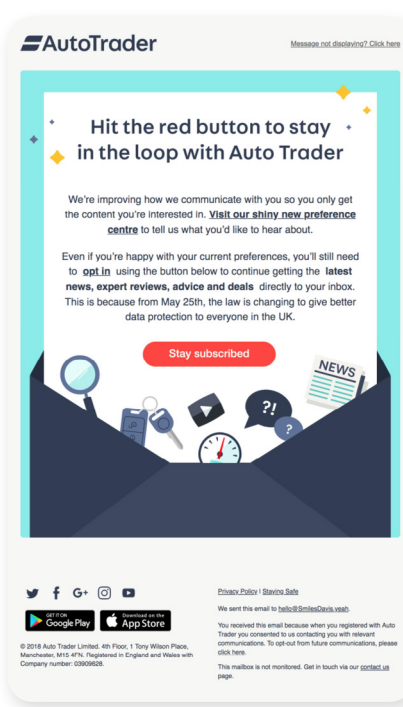 AutoTrader
Message not displaying? Click here
Hit the red button to stay
in the loop with Auto Trader
We're improving how we communicate with you so you only get
the content you're interested in. Visit our shiny new preference
centre to tell us what you'd like to hear about.
Even if you're happy with your current preferences, you'll still need
to opt in using the button below to continue getting the latest
news, expert reviews, advice and deals directly to your inbox.
This is because from May 25th, the law is changing to give better
data protection to everyone in the UK.
Stay subscribed
NEWS
?!
?
G+
GET IT ON
Google Play
Download on the
App Store
© 2018 Auto Trader Limited. 4th Floor, 1 Tony Wilson Place,
Manchester, M15 4FN. Registered in England and Wales with
Company number: 03909628.
Privacy Policy | Staying Safe
We sent this email to hello@SmilesDavis.yeah.
You received this email because when you registered with Auto
Trader you consented to us contacting you with relevant
communications. To opt-out from future communications, please
click here.
This mailbox is not monitored. Get in touch via our contact us
page.